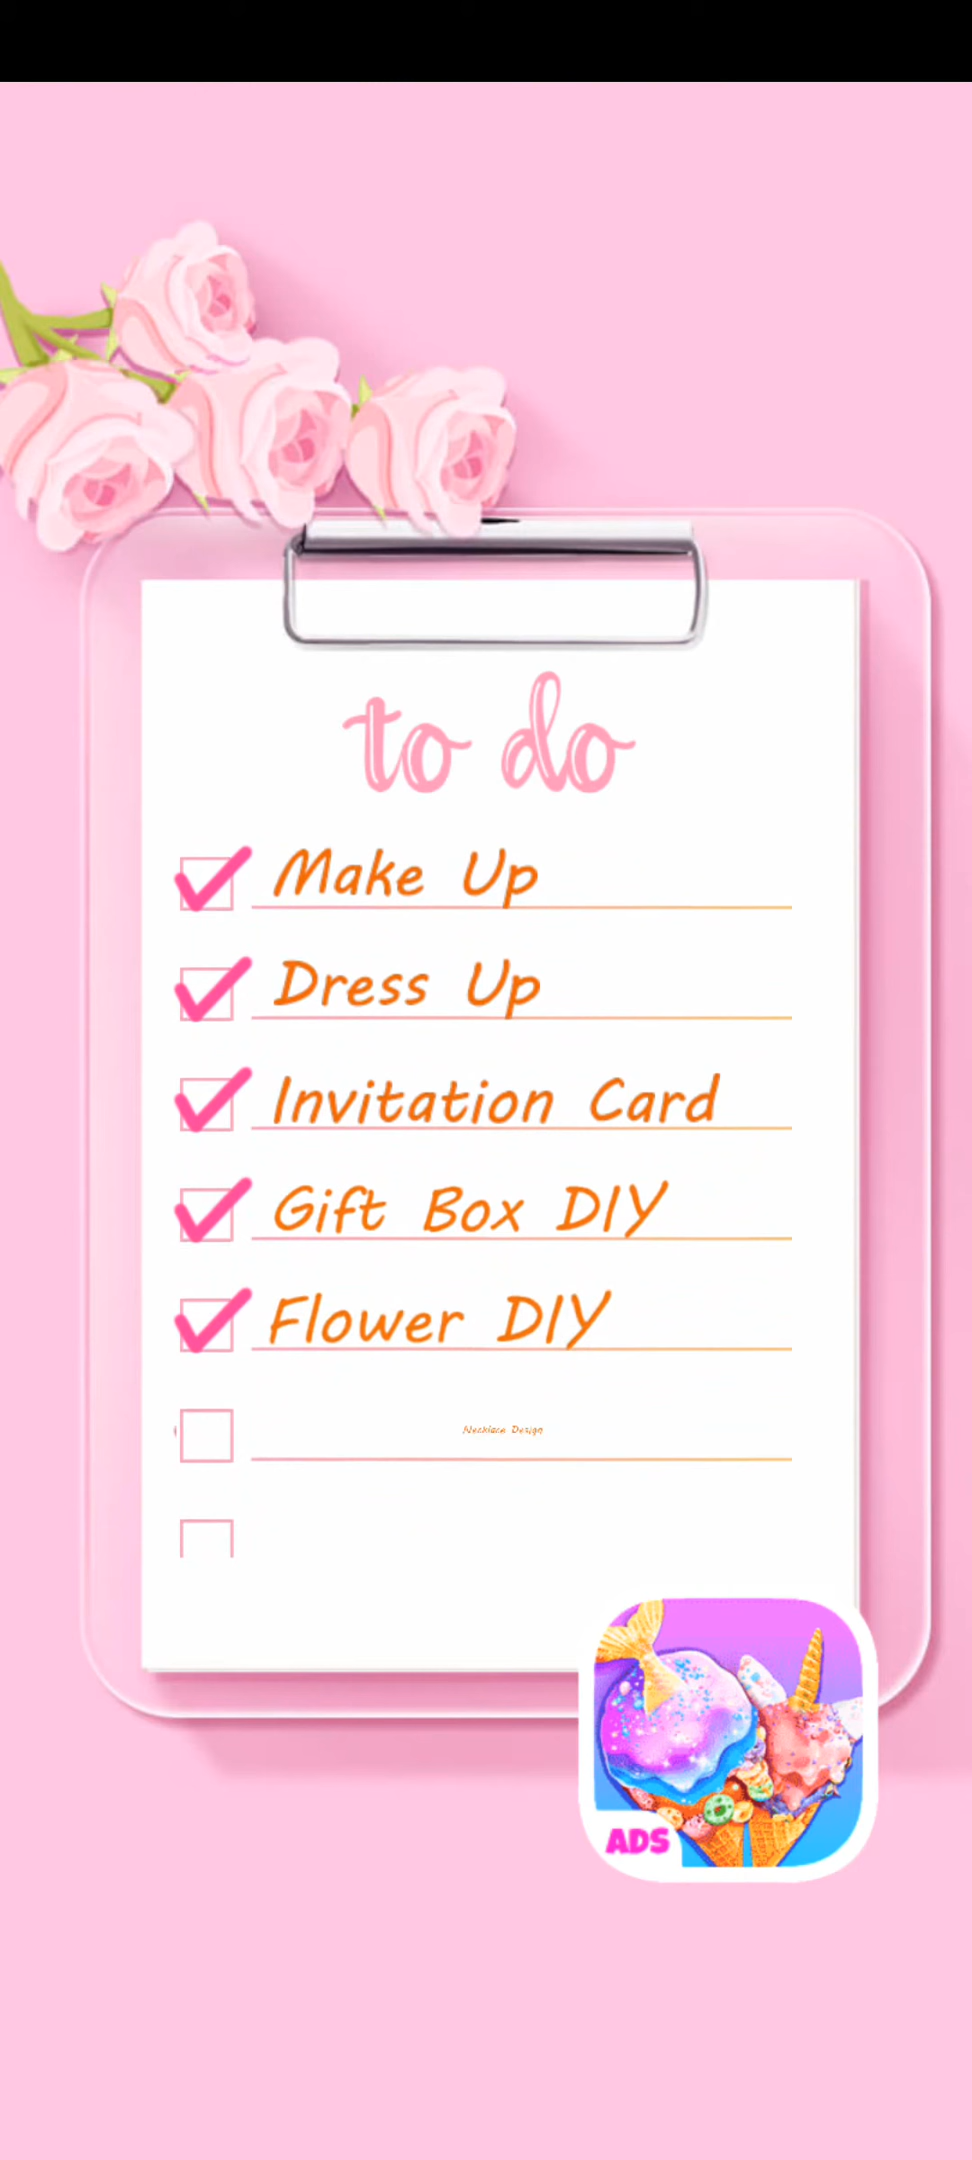 to do
Make Up
Dress Up
Invitation Card
Gift Box DIY
Flower DIY
Necklace Design
ADS